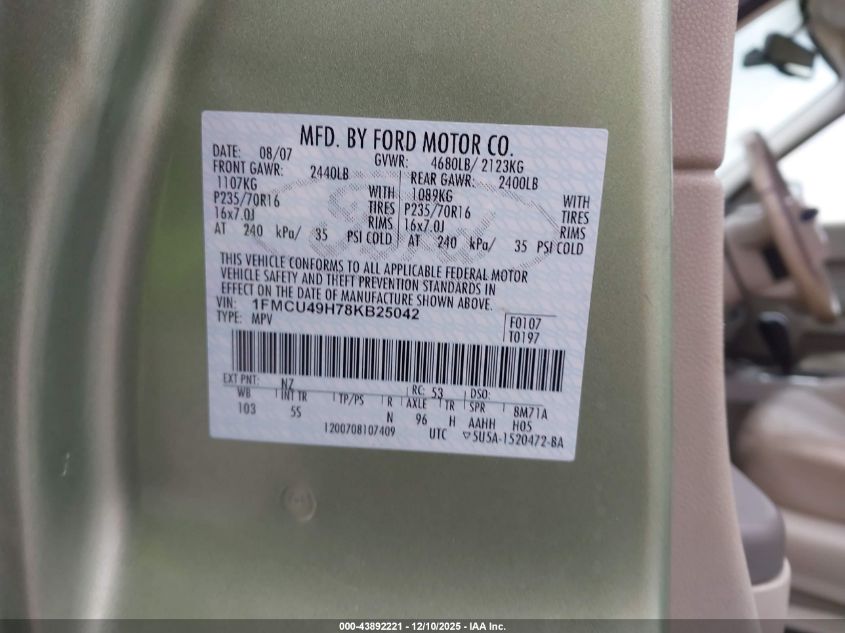 MFD. BY FORD MOTOR CO.
DATE: 08/07 GVWR: 4680LB/ 2123KG
FRONT GAWR: 2440LB REAR GAWR: 2400LB
1107KG WITH 1089KG WITH
P235/70R16 TIRES P235/70R16 TIRES
16x7.0J RIMS 16x7.0J RIMS
AT 240 kPa/ 35 PSI COLD AT 240 kPa/ 35 PSI COLD
THIS VEHICLE CONFORMS TO ALL APPLICABLE FEDERAL MOTOR
VEHICLE SAFETY AND THEFT PREVENTION STANDARDS IN
EFFECT ON THE DATE OF MANUFACTURE SHOWN ABOVE.
VIN: 1FMCU49H78KB25042
TYPE: MPV
F0107
T0197
EXT PNT: NZ RC: 53 DSO:
WB INT TR TP/PS R AXLE TR SPR 8M71A
103 5S N 96 H AAHH H05
1200708107409 UTC ▽5U5A-1520472-BA
000-43892221 - 12/10/2025 - IAA Inc.